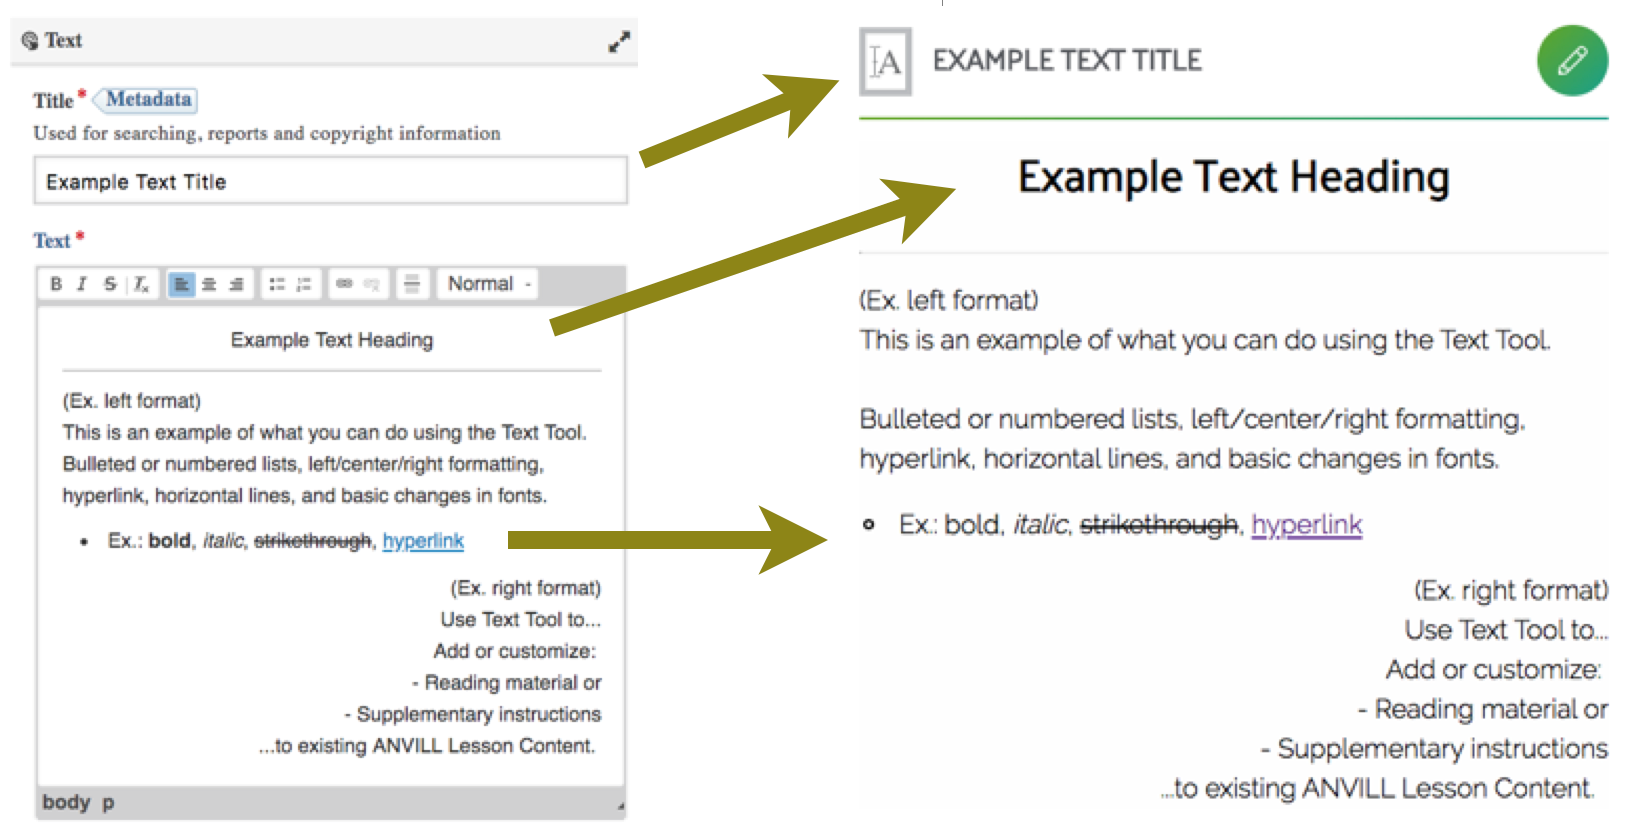 Text
Title * Metadata
Used for searching, reports and copyright information
Example Text Title
Text *
B I S Tx Normal
Example Text Heading
(Ex. left format)
This is an example of what you can do using the Text Tool.
Bulleted or numbered lists, left/center/right formatting,
hyperlink, horizontal lines, and basic changes in fonts.
• Ex.: bold, italic, strikethrough, hyperlink
(Ex. right format)
Use Text Tool to...
Add or customize:
- Reading material or
- Supplementary instructions
...to existing ANVILL Lesson Content.
body p
A EXAMPLE TEXT TITLE
Example Text Heading
(Ex. left format)
This is an example of what you can do using the Text Tool.
Bulleted or numbered lists, left/center/right formatting,
hyperlink, horizontal lines, and basic changes in fonts.
Ex.: bold, italic, strikethrough, hyperlink
(Ex. right format)
Use Text Tool to...
Add or customize:
- Reading material or
- Supplementary instructions
...to existing ANVILL Lesson Content.